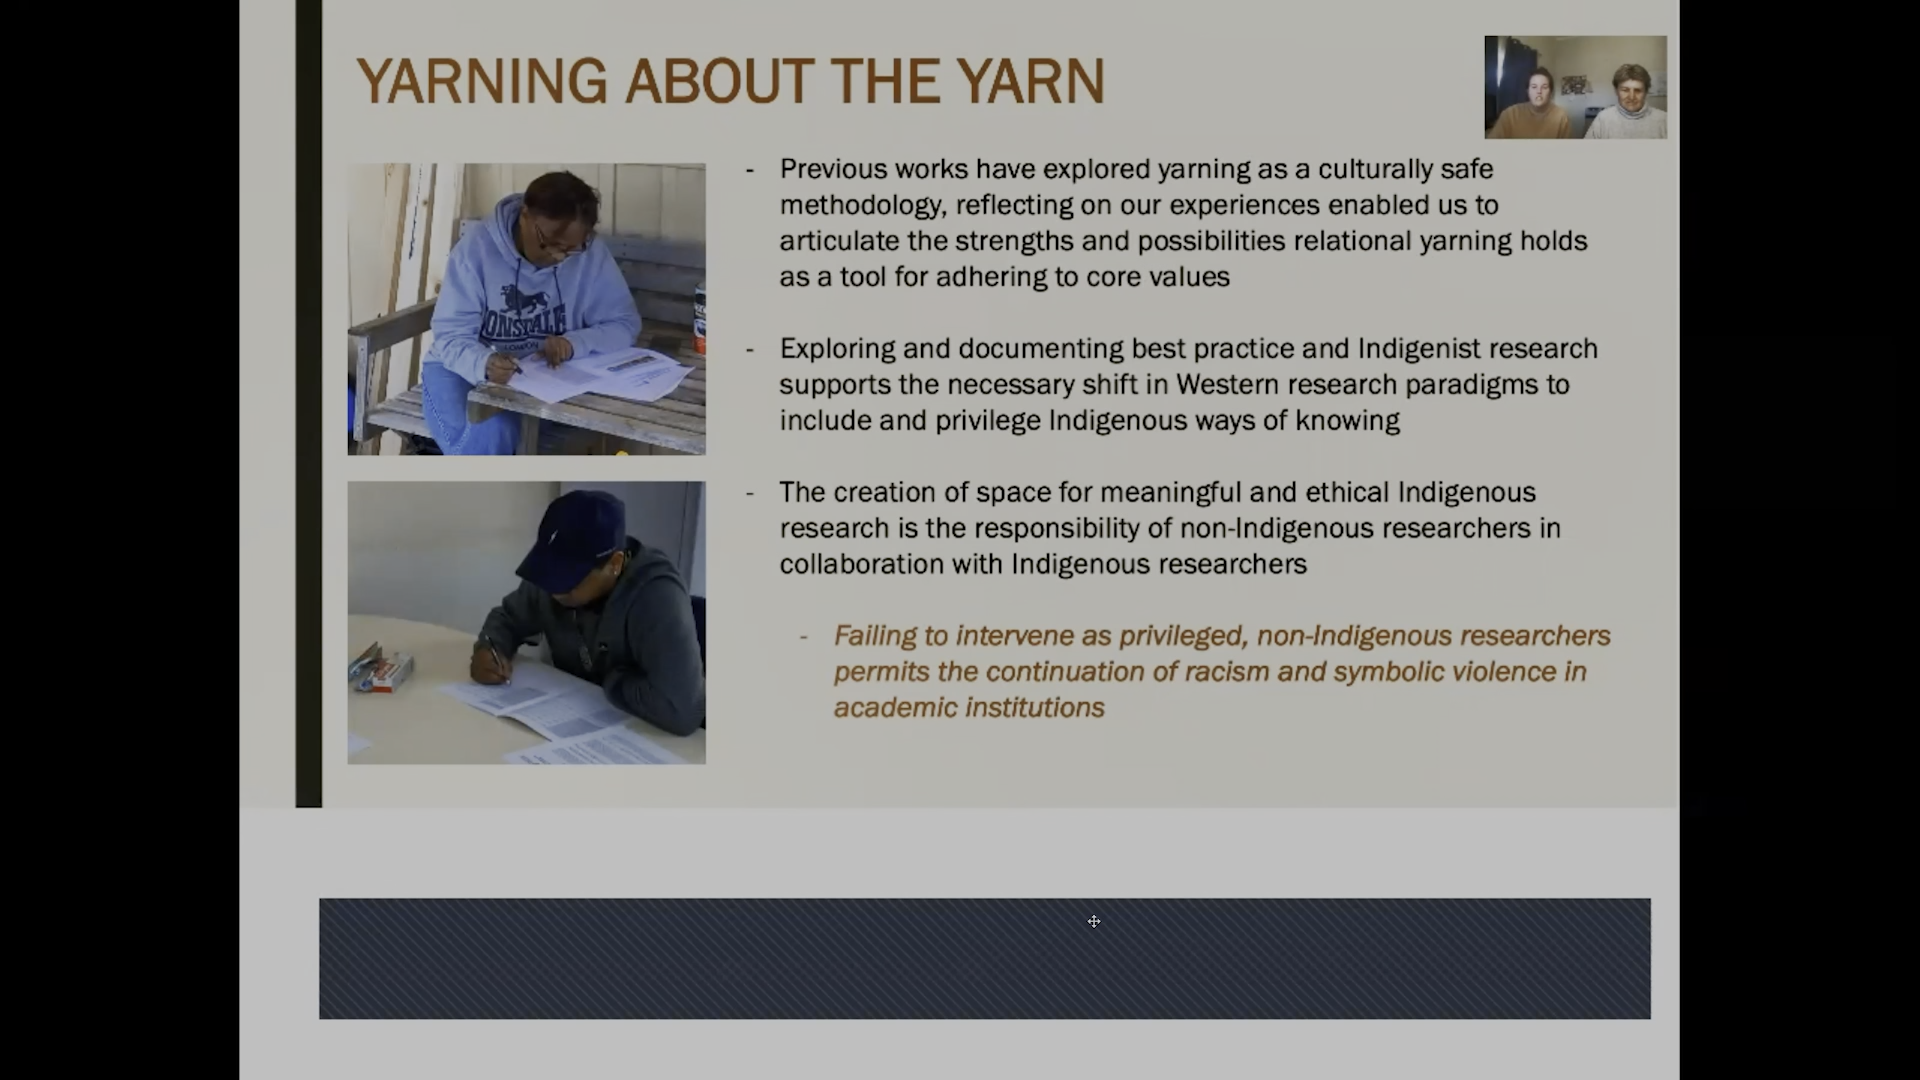 YARNING ABOUT THE YARN
- Previous works have explored yarning as a culturally safe
methodology, reflecting on our experiences enabled us to
articulate the strengths and possibilities relational yarning holds
as a tool for adhering to core values
- Exploring and documenting best practice and Indigenist research
supports the necessary shift in Western research paradigms to
include and privilege Indigenous ways of knowing
- The creation of space for meaningful and ethical Indigenous
research is the responsibility of non-Indigenous researchers in
collaboration with Indigenous researchers
- Failing to intervene as privileged, non-Indigenous researchers
permits the continuation of racism and symbolic violence in
academic institutions